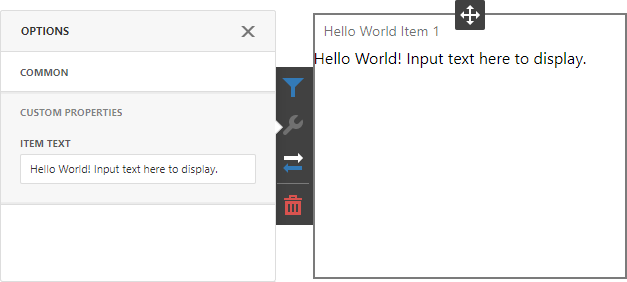 OPTIONS
COMMON
CUSTOM PROPERTIES
ITEM TEXT
Hello World! Input text here to display.
Hello World Item 1
Hello World! Input text here to display.